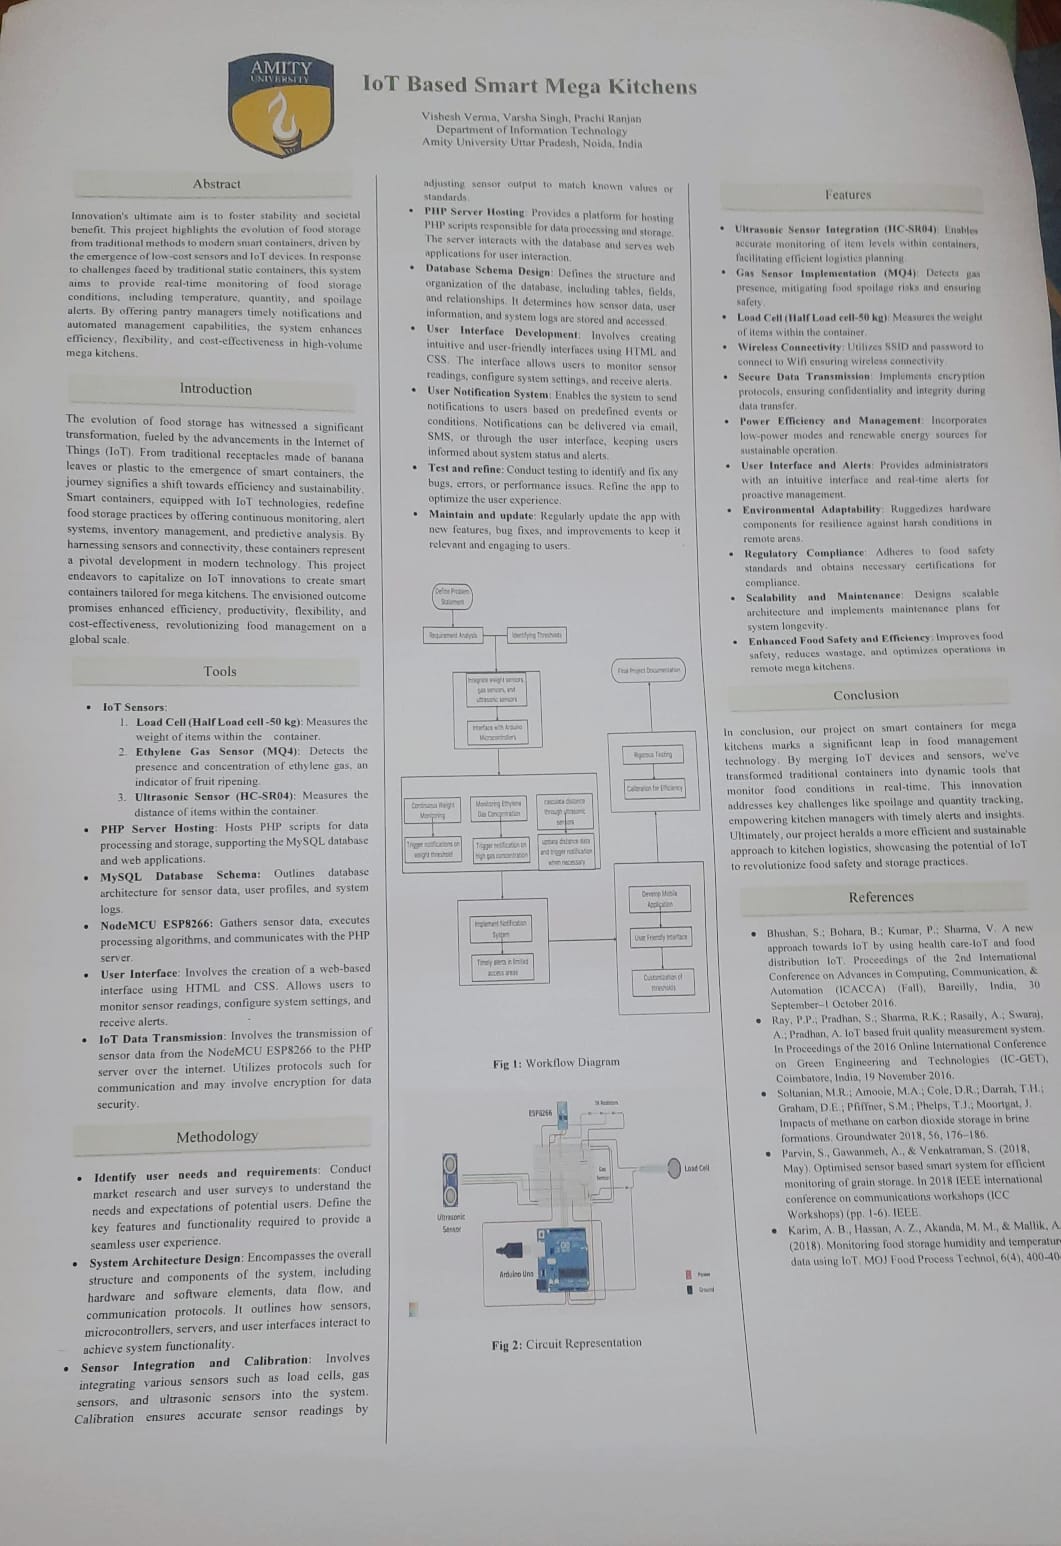 AMITY
UNIVERSITY
IoT Based Smart Mega Kitchens
Vishesh Verma, Varsha Singh, Prachi Ranjan
Department of Information Technology
Amity University Uttar Pradesh, Noida, India
Abstract
Innovation's ultimate aim is to foster stability and societal
benefit. This project highlights the evolution of food storage
from traditional methods to modern smart containers, driven by
the emergence of low-cost sensors and IoT devices. In response
to challenges faced by traditional static containers, this system
aims to provide real-time monitoring of food storage
conditions, including temperature, quantity, and spoilage
alerts. By offering pantry managers timely notifications and
automated management capabilities, the system enhances
efficiency, flexibility, and cost-effectiveness in high-volume
mega kitchens.
Introduction
The evolution of food storage has witnessed a significant
transformation, fueled by the advancements in the Internet of
Things (IoT). From traditional receptacles made of banana
leaves or plastic to the emergence of smart containers, the
journey signifies a shift towards efficiency and sustainability.
Smart containers, equipped with IoT technologies, redefine
food storage practices by offering continuous monitoring, alert
systems, inventory management, and predictive analysis. By
harnessing sensors and connectivity, these containers represent
a pivotal development in modern technology. This project
endeavors to capitalize on IoT innovations to create smart
containers tailored for mega kitchens. The envisioned outcome
promises enhanced efficiency, productivity, flexibility, and
cost-effectiveness, revolutionizing food management on a
global scale.
Tools
• IoT Sensors:
1. Load Cell (Half Load cell -50 kg): Measures the
weight of items within the container.
2. Ethylene Gas Sensor (MQ4): Detects the
presence and concentration of ethylene gas, an
indicator of fruit ripening.
3. Ultrasonic Sensor (HC-SR04): Measures the
distance of items within the container.
• PHP Server Hosting: Hosts PHP scripts for data
processing and storage, supporting the MySQL database
and web applications.
• MySQL Database Schema: Outlines database
architecture for sensor data, user profiles, and system
logs.
• NodeMCU ESP8266: Gathers sensor data, executes
processing algorithms, and communicates with the PHP
server.
• User Interface: Involves the creation of a web-based
interface using HTML and CSS. Allows users to
monitor sensor readings, configure system settings, and
receive alerts.
• IoT Data Transmission: Involves the transmission of
sensor data from the NodeMCU ESP8266 to the PHP
server over the internet. Utilizes protocols such for
communication and may involve encryption for data
security.
Methodology
• Identify user needs and requirements: Conduct
market research and user surveys to understand the
needs and expectations of potential users. Define the
key features and functionality required to provide a
seamless user experience.
• System Architecture Design: Encompasses the overall
structure and components of the system, including
hardware and software elements, data flow, and
communication protocols. It outlines how sensors,
microcontrollers, servers, and user interfaces interact to
achieve system functionality.
• Sensor Integration and Calibration: Involves
integrating various sensors such as load cells, gas
sensors, and ultrasonic sensors into the system.
Calibration ensures accurate sensor readings by
adjusting sensor output to match known values or
standards.
• PHP Server Hosting: Provides a platform for hosting
PHP scripts responsible for data processing and storage.
The server interacts with the database and serves web
applications for user interaction.
• Database Schema Design: Defines the structure and
organization of the database, including tables, fields,
and relationships. It determines how sensor data, user
information, and system logs are stored and accessed.
• User Interface Development: Involves creating
intuitive and user-friendly interfaces using HTML and
CSS. The interface allows users to monitor sensor
readings, configure system settings, and receive alerts.
• User Notification System: Enables the system to send
notifications to users based on predefined events or
conditions. Notifications can be delivered via email,
SMS, or through the user interface, keeping users
informed about system status and alerts.
• Test and refine: Conduct testing to identify and fix any
bugs, errors, or performance issues. Refine the app to
optimize the user experience.
• Maintain and update: Regularly update the app with
new features, bug fixes, and improvements to keep it
relevant and engaging to users.
Define Problem
Statement
Requirement Analysis
Identifying Thresholds
Integrate weight sensors,
gas sensors, and
ultrasonic sensors
Interface with Arduino
Microcontrollers
Continuous Weight
Monitoring
Monitoring Ethylene
Gas Concentration
calculate distance
through ultrasonic
sensors
Trigger notifications on
weight threshold
Trigger notification on
high gas concentration
update distance data
and trigger notification
when necessary
Implement Notification
System
Timely alerts in limited
access areas
Final Project Documentation
Rigorous Testing
Calibration for Efficiency
Develop Mobile
Application
User Friendly Interface
Customization of
thresholds
Fig 1: Workflow Diagram
ESP8266
1K Resistors
Gas
Sensor
Load Cell
Ultrasonic
Sensor
Arduino Uno
Power
Ground
Fig 2: Circuit Representation
Features
• Ultrasonic Sensor Integration (HC-SR04): Enables
accurate monitoring of item levels within containers,
facilitating efficient logistics planning.
• Gas Sensor Implementation (MQ4): Detects gas
presence, mitigating food spoilage risks and ensuring
safety.
• Load Cell (Half Load cell-50 kg): Measures the weight
of items within the container.
• Wireless Connectivity: Utilizes SSID and password to
connect to Wifi ensuring wireless connectivity.
• Secure Data Transmission: Implements encryption
protocols, ensuring confidentiality and integrity during
data transfer.
• Power Efficiency and Management: Incorporates
low-power modes and renewable energy sources for
sustainable operation.
• User Interface and Alerts: Provides administrators
with an intuitive interface and real-time alerts for
proactive management.
• Environmental Adaptability: Ruggedizes hardware
components for resilience against harsh conditions in
remote areas.
• Regulatory Compliance: Adheres to food safety
standards and obtains necessary certifications for
compliance.
• Scalability and Maintenance: Designs scalable
architecture and implements maintenance plans for
system longevity.
• Enhanced Food Safety and Efficiency: Improves food
safety, reduces wastage, and optimizes operations in
remote mega kitchens.
Conclusion
In conclusion, our project on smart containers for mega
kitchens marks a significant leap in food management
technology. By merging IoT devices and sensors, we've
transformed traditional containers into dynamic tools that
monitor food conditions in real-time. This innovation
addresses key challenges like spoilage and quantity tracking,
empowering kitchen managers with timely alerts and insights.
Ultimately, our project heralds a more efficient and sustainable
approach to kitchen logistics, showcasing the potential of IoT
to revolutionize food safety and storage practices.
References
• Bhushan, S.; Bohara, B.; Kumar, P.; Sharma, V. A new
approach towards IoT by using health care-IoT and food
distribution IoT. Proceedings of the 2nd International
Conference on Advances in Computing, Communication, &
Automation (ICACCA) (Fall), Bareilly, India, 30
September–1 October 2016.
• Ray, P.P.; Pradhan, S.; Sharma, R.K.; Rasaily, A.; Swaraj,
A.; Pradhan, A. IoT based fruit quality measurement system.
In Proceedings of the 2016 Online International Conference
on Green Engineering and Technologies (IC-GET),
Coimbatore, India, 19 November 2016.
• Soltanian, M.R.; Amooie, M.A.; Cole, D.R.; Darrah, T.H.;
Graham, D.E.; Pfiffner, S.M.; Phelps, T.J.; Moortgat, J.
Impacts of methane on carbon dioxide storage in brine
formations. Groundwater 2018, 56, 176–186.
• Parvin, S., Gawanmeh, A., & Venkatraman, S. (2018,
May). Optimised sensor based smart system for efficient
monitoring of grain storage. In 2018 IEEE international
conference on communications workshops (ICC
Workshops) (pp. 1-6). IEEE.
• Karim, A. B., Hassan, A. Z., Akanda, M. M., & Mallik, A
(2018). Monitoring food storage humidity and temperatur
data using IoT. MOJ Food Process Technol, 6(4), 400-40